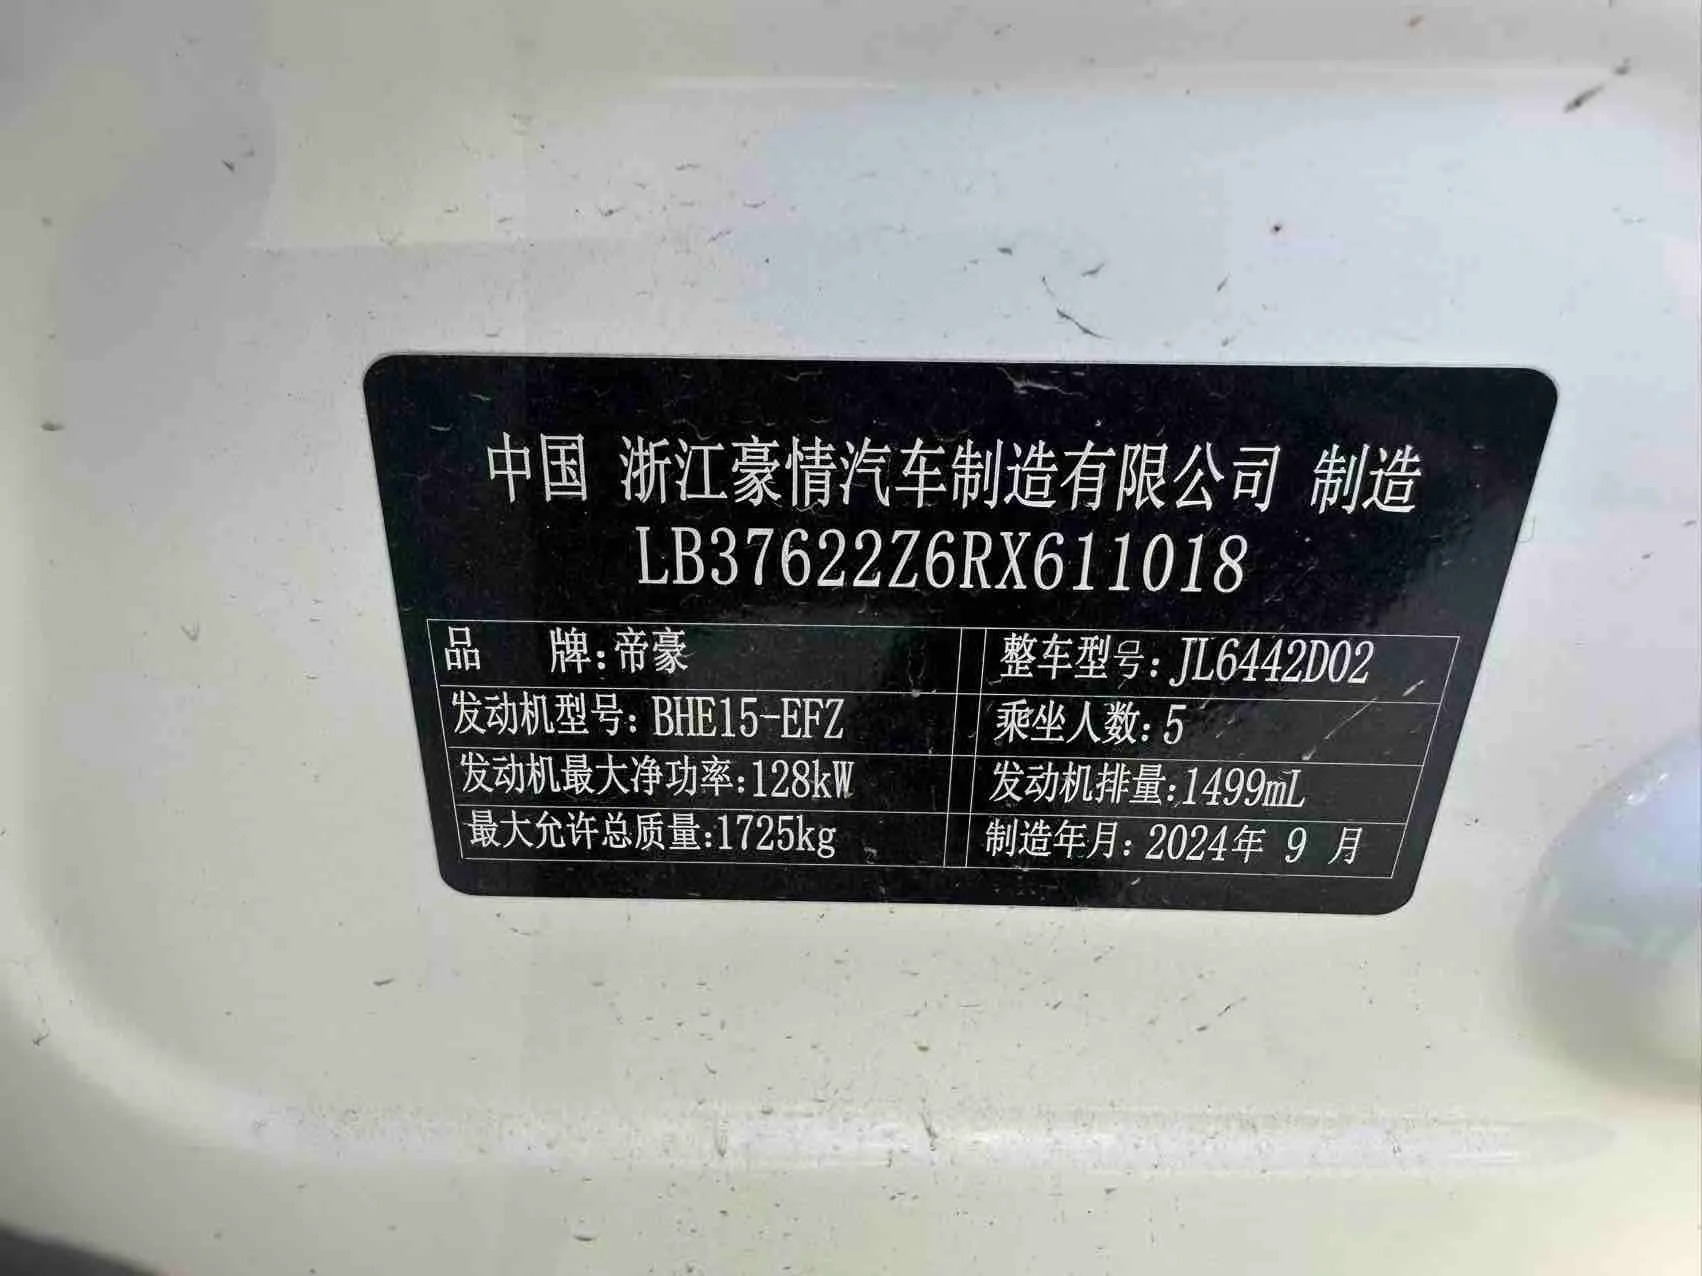 中国 浙江豪情汽车制造有限公司 制造
LB37622Z6RX611018
品 牌:帝豪 整车型号:JL6442D02
发动机型号:BHE15-EFZ 乘坐人数:5
发动机最大净功率:128kW 发动机排量:1499mL
最大允许总质量:1725kg 制造年月:2024年 9 月